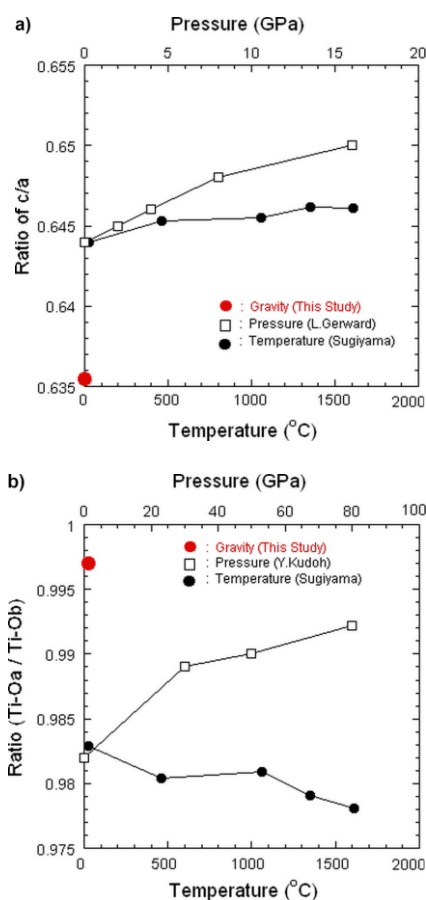 a)
Pressure (GPa)
0 5 10 15 20
0.655
0.65
0.645
0.64
0.635
Ratio of c/a
: Gravity (This Study)
: Pressure (L.Gerward)
: Temperature (Sugiyama)
0 500 1000 1500 2000
Temperature (°C)
b)
Pressure (GPa)
0 20 40 60 80 100
1
0.995
0.99
0.985
0.98
0.975
Ratio (Ti-Oa / Ti-Ob)
: Gravity (This Study)
: Pressure (Y.Kudoh)
: Temperature (Sugiyama)
0 500 1000 1500 2000
Temperature (°C)